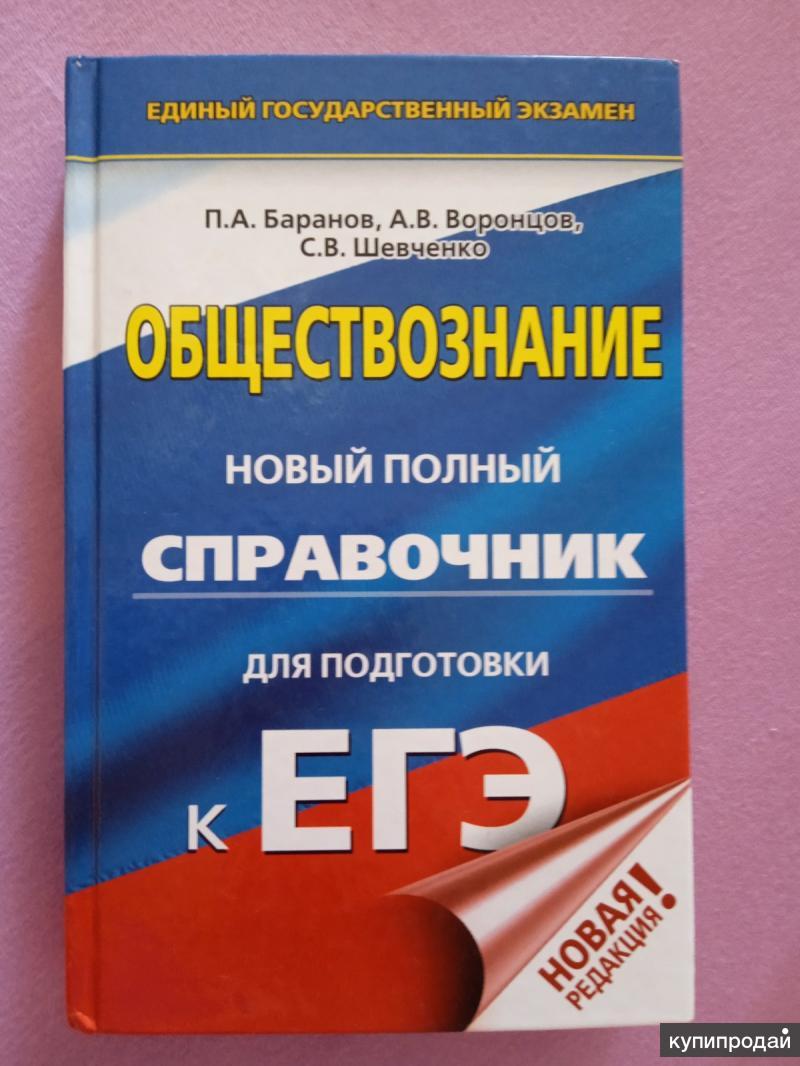 ЕДИНЫЙ ГОСУДАРСТВЕННЫЙ ЭКЗАМЕН
П.А. Баранов, А.В. Воронцов,
С.В. Шевченко
ОБЩЕСТВОЗНАНИЕ
НОВЫЙ ПОЛНЫЙ
СПРАВОЧНИК
ДЛЯ ПОДГОТОВКИ
К ЕГЭ
НОВАЯ
РЕДАКЦИЯ!
купипродай